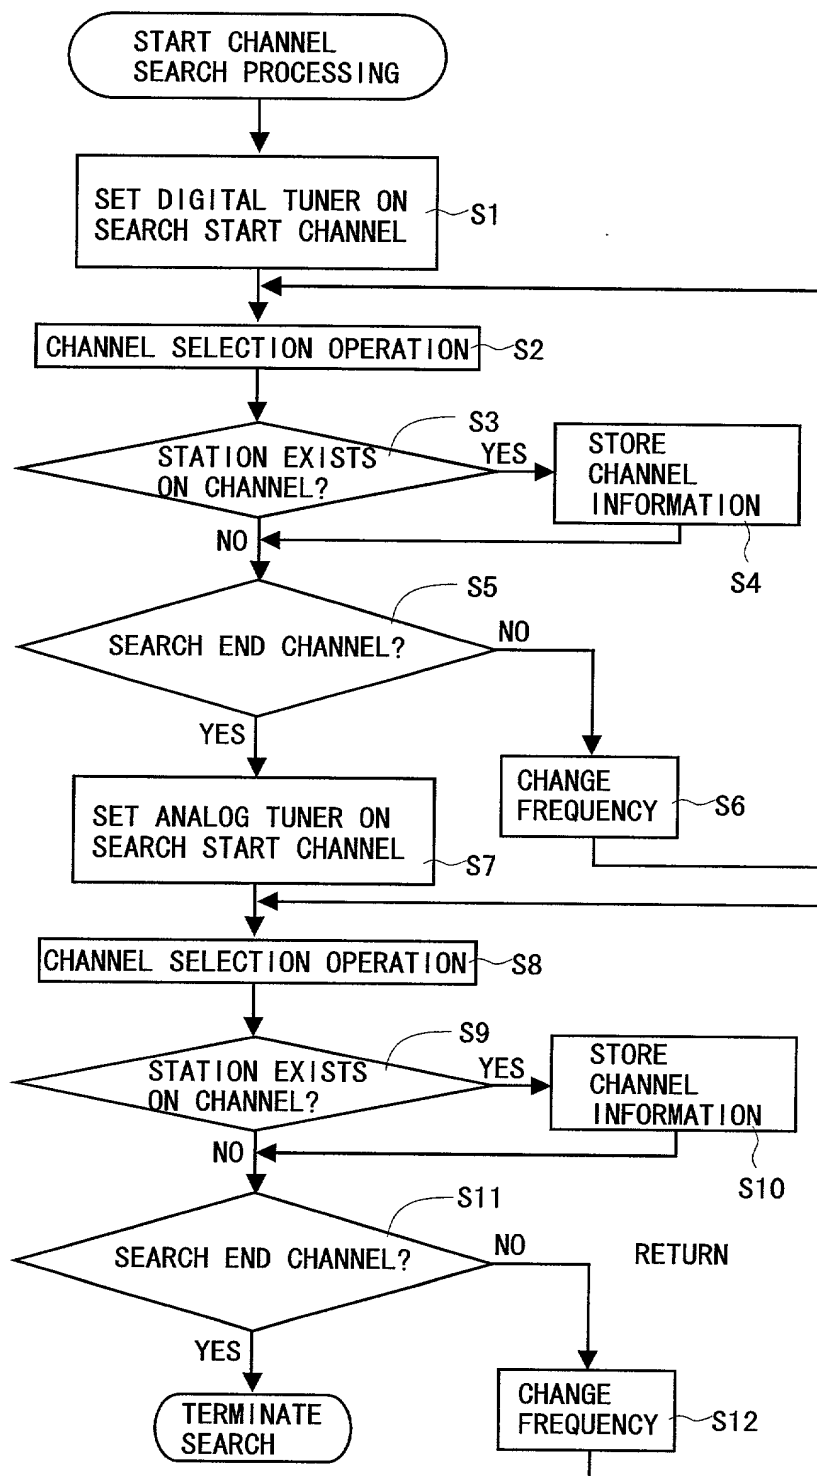 START CHANNEL
SEARCH PROCESSING
SET DIGITAL TUNER ON
SEARCH START CHANNEL
S1
CHANNEL SELECTION OPERATION
S2
S3
STATION EXISTS
ON CHANNEL?
YES
STORE
CHANNEL
INFORMATION
S4
NO
S5
SEARCH END CHANNEL?
NO
YES
CHANGE
FREQUENCY
S6
SET ANALOG TUNER ON
SEARCH START CHANNEL
S7
CHANNEL SELECTION OPERATION
S8
S9
STATION EXISTS
ON CHANNEL?
YES
STORE
CHANNEL
INFORMATION
S10
NO
S11
SEARCH END CHANNEL?
NO
RETURN
YES
CHANGE
FREQUENCY
S12
TERMINATE
SEARCH